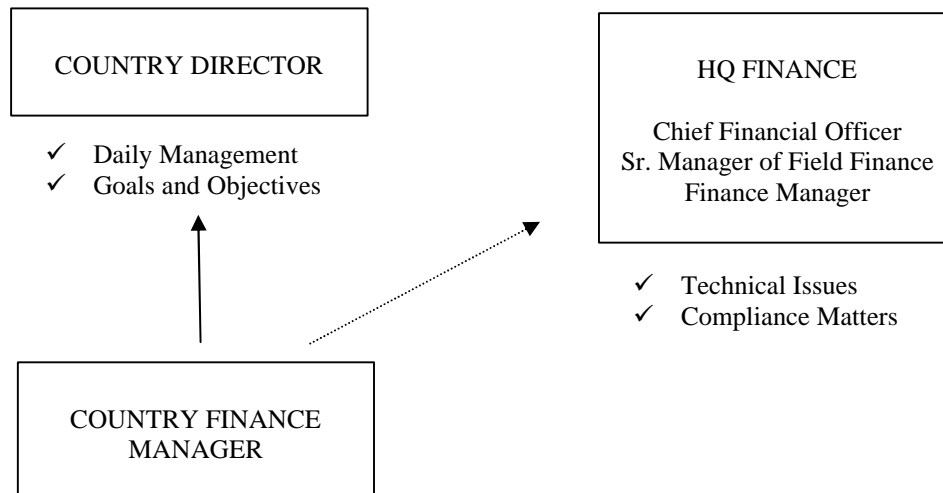 COUNTRY DIRECTOR
✓ Daily Management
✓ Goals and Objectives
HQ FINANCE
Chief Financial Officer
Sr. Manager of Field Finance
Finance Manager
✓ Technical Issues
✓ Compliance Matters
COUNTRY FINANCE
MANAGER